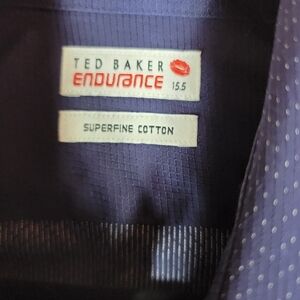 TED BAKER
ENDURANCE 15.5
SUPERFINE COTTON